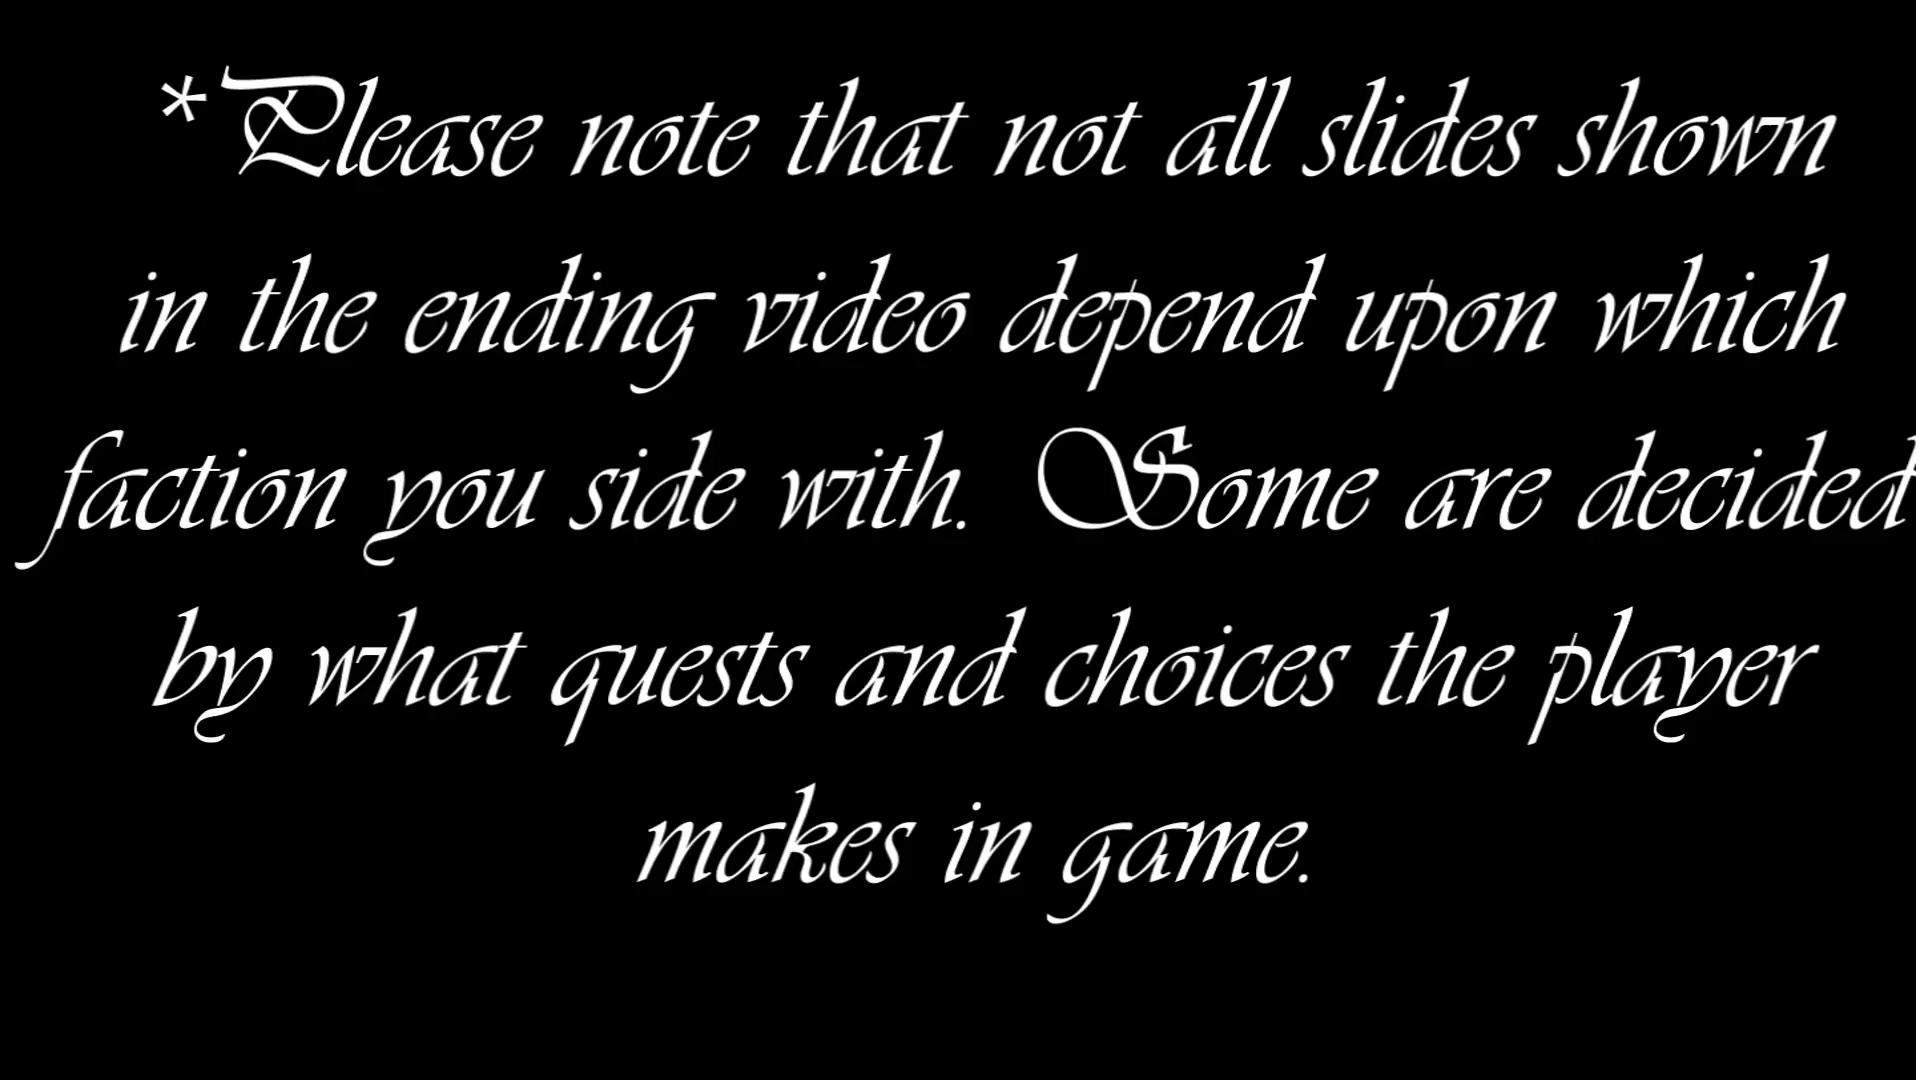 *Please note that not all slides shown
in the ending video depend upon which
faction you side with. Some are decided
by what quests and choices the player
makes in game.